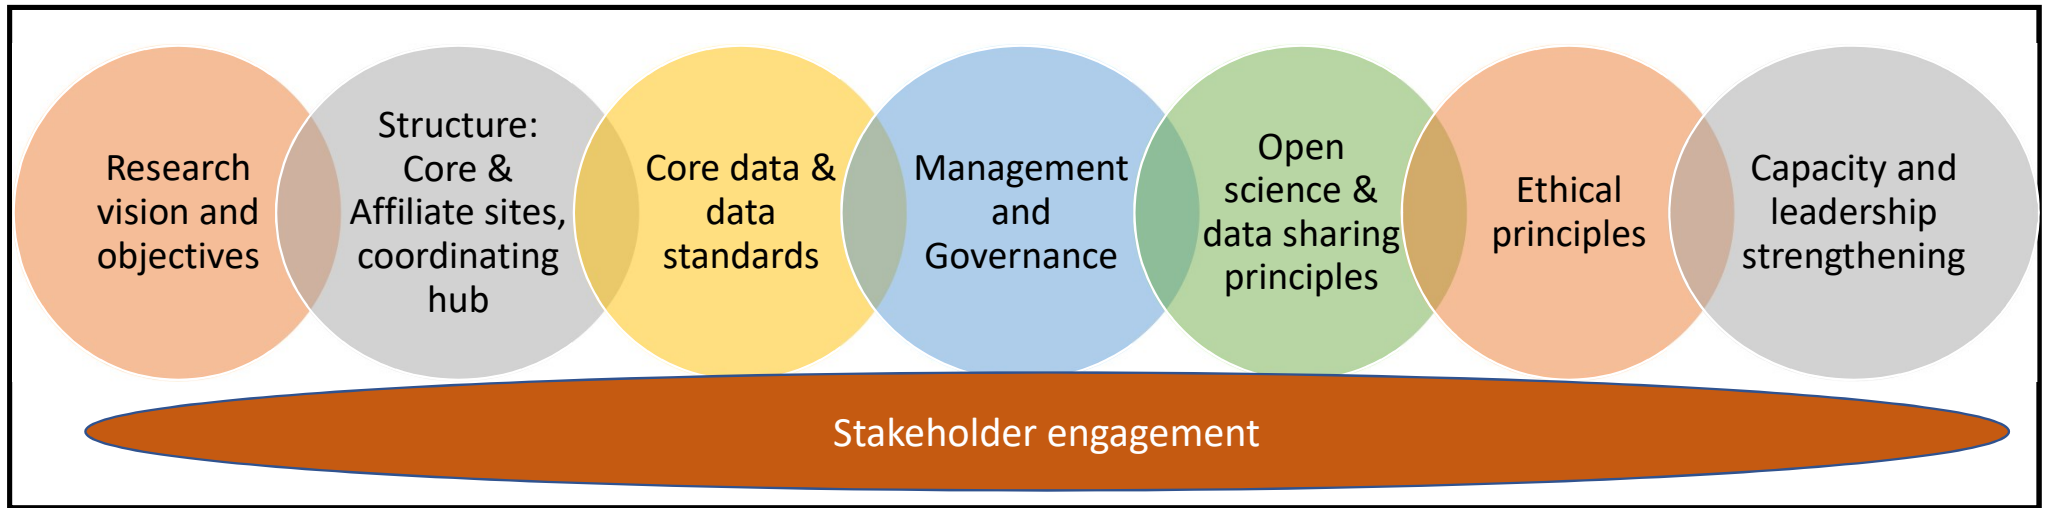 Research
vision and
objectives
Structure:
Core &
Affiliate sites,
coordinating
hub
Core data &
data
standards
Management
and
Governance
Open
science &
data sharing
principles
Ethical
principles
Capacity and
leadership
strengthening
Stakeholder engagement